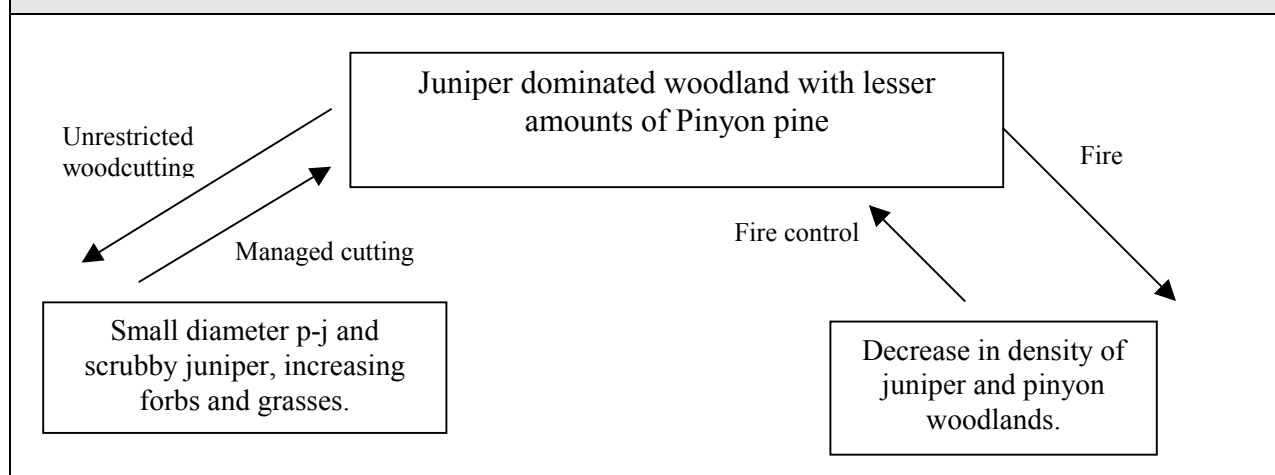 Juniper dominated woodland with lesser
amounts of Pinyon pine
Unrestricted
woodcutting
Fire
Managed cutting
Fire control
Small diameter p-j and
scrubby juniper, increasing
forbs and grasses.
Decrease in density of
juniper and pinyon
woodlands.